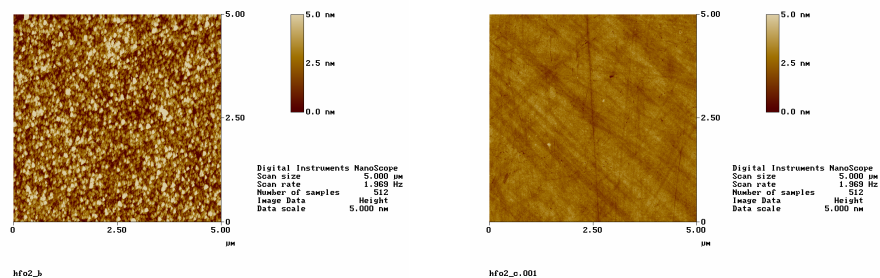 5.00
5.0 nm
2.5 nm
0.0 nm
2.50
0
0
2.50
5.00
µm
Digital Instruments NanoScope
Scan size 5.000 µm
Scan rate 1.969 Hz
Number of samples 512
Image Data Height
Data scale 5.000 nm
hfo2_b
5.00
5.0 nm
2.5 nm
0.0 nm
2.50
0
0
2.50
5.00
µm
Digital Instruments NanoScope
Scan size 5.000 µm
Scan rate 1.969 Hz
Number of samples 512
Image Data Height
Data scale 5.000 nm
hfo2_c.001